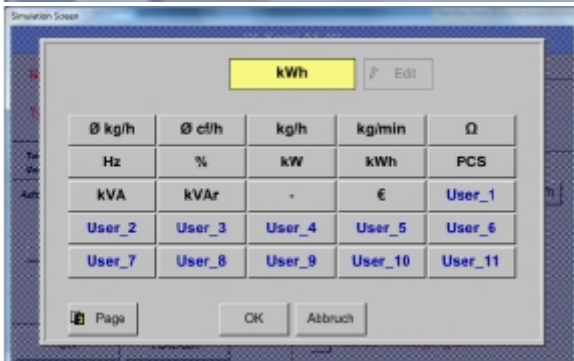 Simulation Screen
kWh Edit
Ø kg/h Ø cf/h kg/h kg/min Ω
Hz % kW kWh PCS
kVA kVAr - € User_1
User_2 User_3 User_4 User_5 User_6
User_7 User_8 User_9 User_10 User_11
Page OK Abbruch